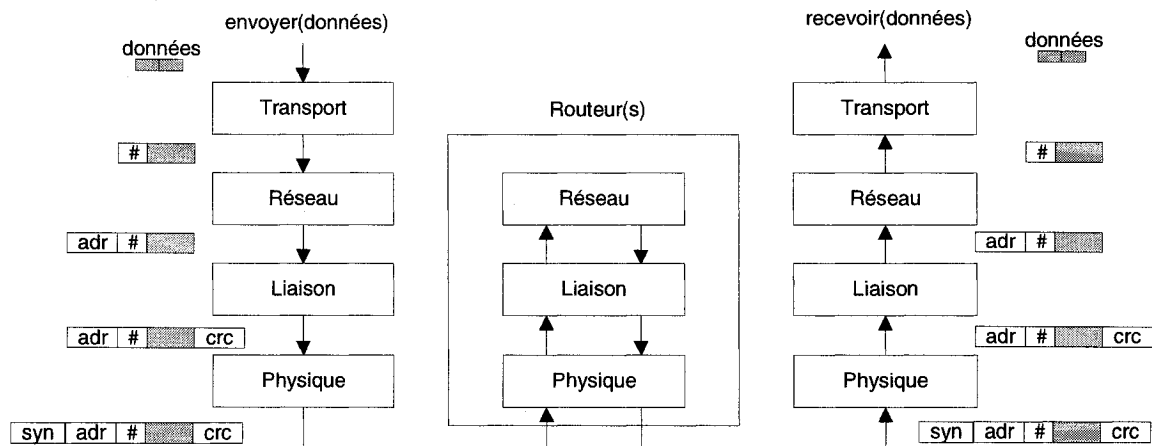 envoyer(données)
recevoir(données)
données
données
Transport
Routeur(s)
Transport
#
#
Réseau
Réseau
Réseau
adr #
adr #
Liaison
Liaison
Liaison
adr # crc
adr # crc
Physique
Physique
Physique
syn adr # crc
syn adr # crc